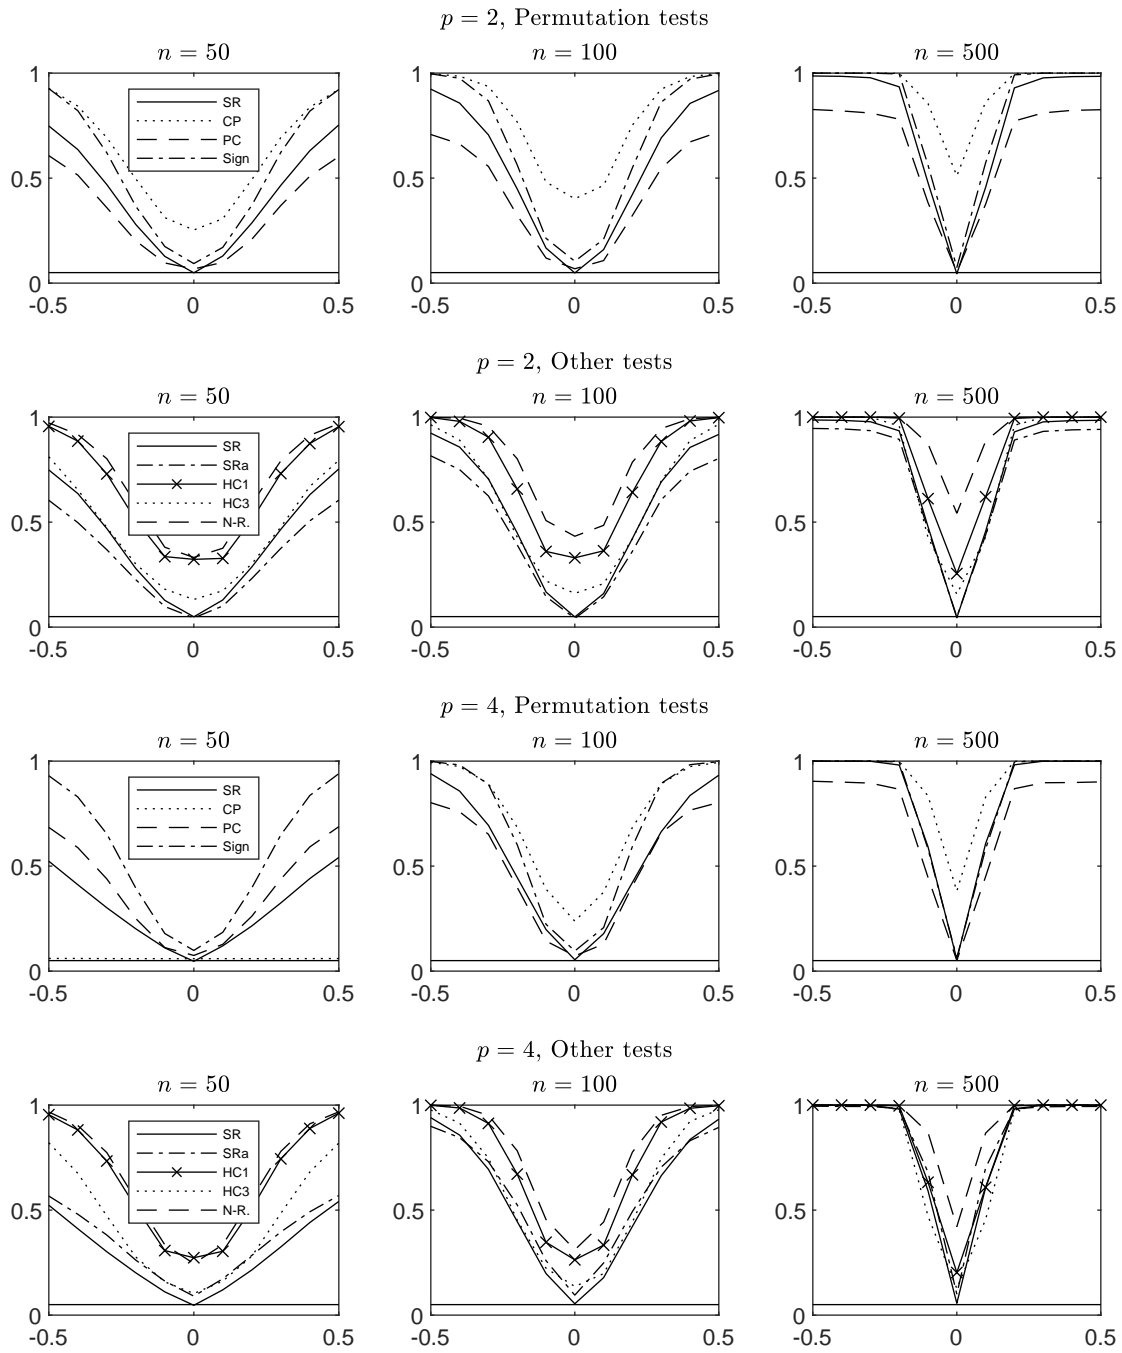 p = 2, Permutation tests
n = 50 n = 100 n = 500
1 1 1
SR
CP
PC
Sign
0.5 0.5 0.5
0 0 0
-0.5 0 0.5 -0.5 0 0.5 -0.5 0 0.5
p = 2, Other tests
n = 50 n = 100 n = 500
1 1 1
SR
SRa
HC1
HC3
N-R.
0.5 0.5 0.5
0 0 0
-0.5 0 0.5 -0.5 0 0.5 -0.5 0 0.5
p = 4, Permutation tests
n = 50 n = 100 n = 500
1 1 1
SR
CP
PC
Sign
0.5 0.5 0.5
0 0 0
-0.5 0 0.5 -0.5 0 0.5 -0.5 0 0.5
p = 4, Other tests
n = 50 n = 100 n = 500
1 1 1
SR
SRa
HC1
HC3
N-R.
0.5 0.5 0.5
0 0 0
-0.5 0 0.5 -0.5 0 0.5 -0.5 0 0.5